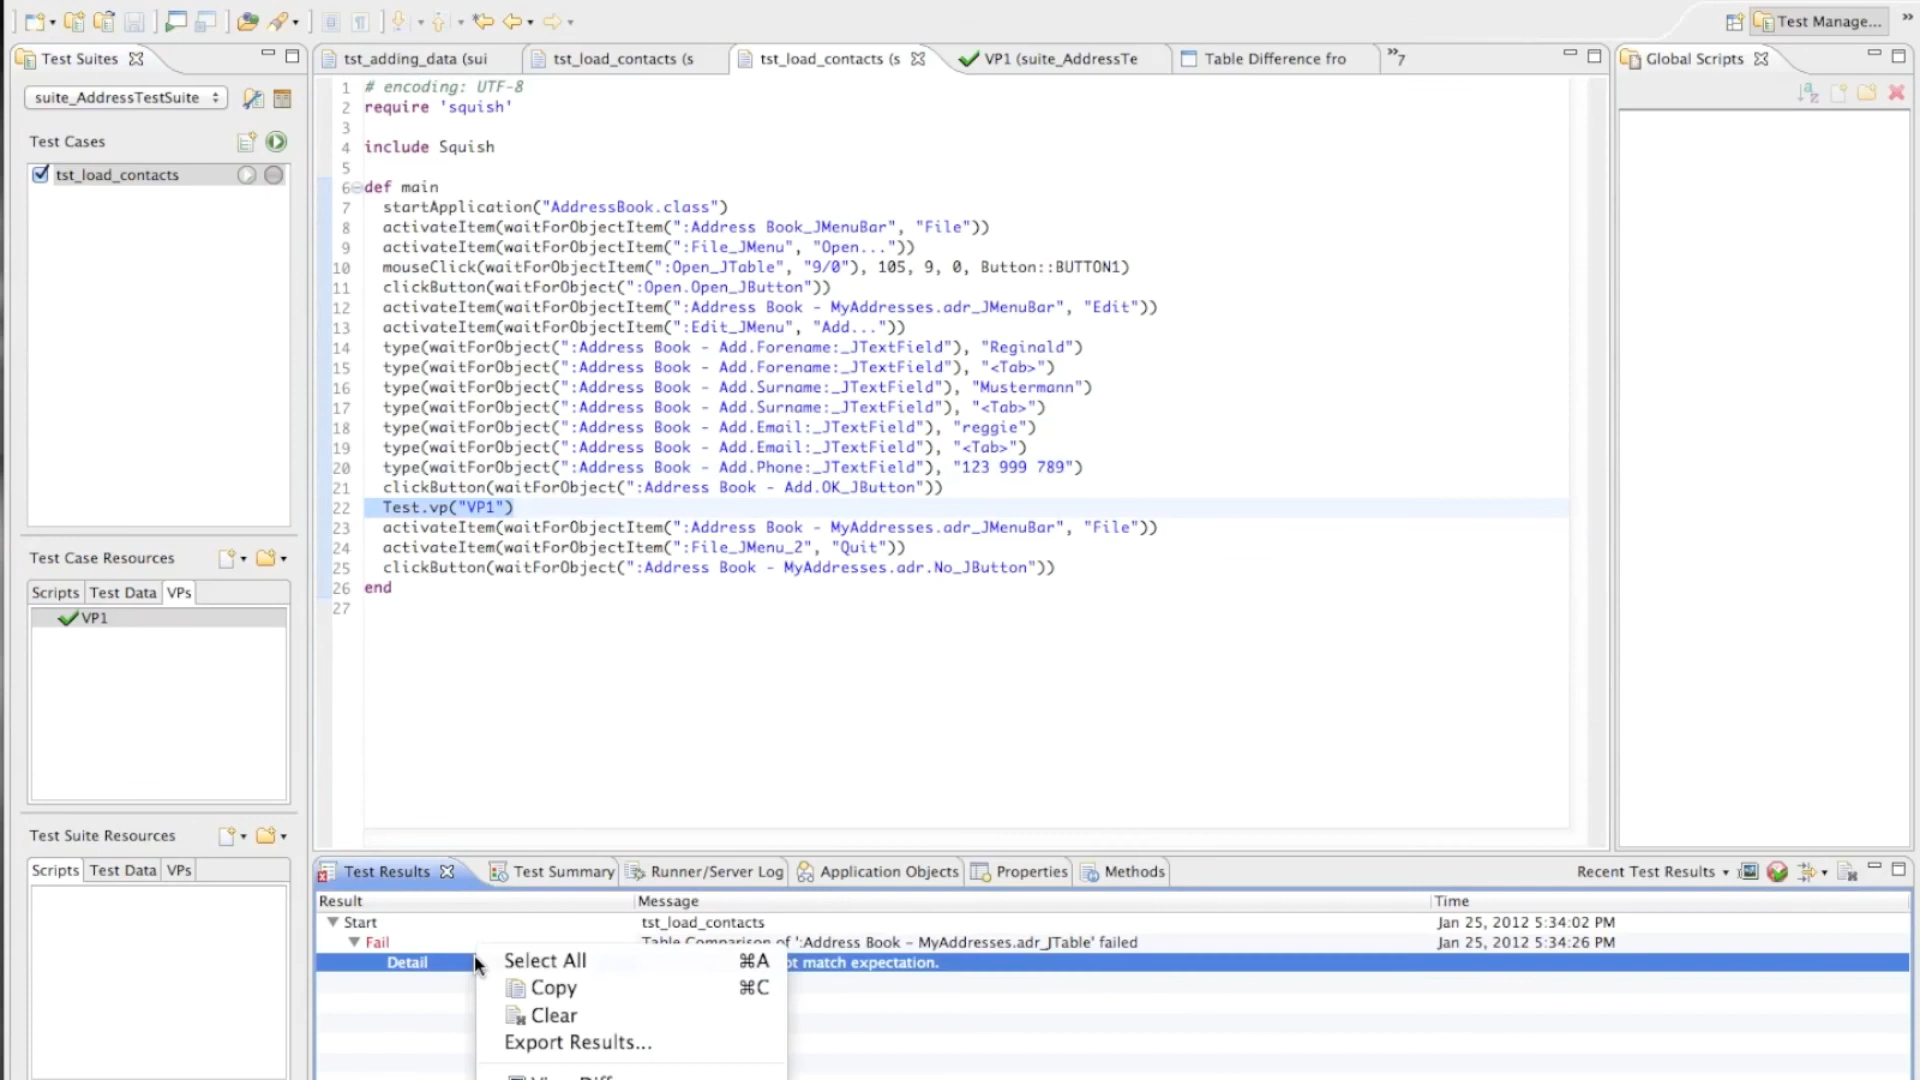 Test Manage...
Test Suites
suite_AddressTestSuite
Test Cases
tst_load_contacts
Test Case Resources
Scripts Test Data VPs
VP1
Test Suite Resources
Scripts Test Data VPs
tst_adding_data (sui
tst_load_contacts (s
tst_load_contacts (s
VP1 (suite_AddressTe
Table Difference fro
»7
1 # encoding: UTF-8
2 require 'squish'
3
4 include Squish
5
6 def main
7 startApplication("AddressBook.class")
8 activateItem(waitForObjectItem(":Address Book_JMenuBar", "File"))
9 activateItem(waitForObjectItem(":File_JMenu", "Open..."))
10 mouseClick(waitForObjectItem(":Open_JTable", "9/0"), 105, 9, 0, Button::BUTTON1)
11 clickButton(waitForObject(":Open.Open_JButton"))
12 activateItem(waitForObjectItem(":Address Book - MyAddresses.adr_JMenuBar", "Edit"))
13 activateItem(waitForObjectItem(":Edit_JMenu", "Add..."))
14 type(waitForObject(":Address Book - Add.Forename:_JTextField"), "Reginald")
15 type(waitForObject(":Address Book - Add.Forename:_JTextField"), "<Tab>")
16 type(waitForObject(":Address Book - Add.Surname:_JTextField"), "Mustermann")
17 type(waitForObject(":Address Book - Add.Surname:_JTextField"), "<Tab>")
18 type(waitForObject(":Address Book - Add.Email:_JTextField"), "reggie")
19 type(waitForObject(":Address Book - Add.Email:_JTextField"), "<Tab>")
20 type(waitForObject(":Address Book - Add.Phone:_JTextField"), "123 999 789")
21 clickButton(waitForObject(":Address Book - Add.OK_JButton"))
22 Test.vp("VP1")
23 activateItem(waitForObjectItem(":Address Book - MyAddresses.adr_JMenuBar", "File"))
24 activateItem(waitForObjectItem(":File_JMenu_2", "Quit"))
25 clickButton(waitForObject(":Address Book - MyAddresses.adr.No_JButton"))
26 end
27
Global Scripts
Test Results
Test Summary
Runner/Server Log
Application Objects
Properties
Methods
Recent Test Results
Result Message Time
Start tst_load_contacts Jan 25, 2012 5:34:02 PM
Fail Table Comparison of ':Address Book - MyAddresses.adr_JTable' failed Jan 25, 2012 5:34:26 PM
Detail match expectation.
Select All ⌘A
Copy ⌘C
Clear
Export Results...